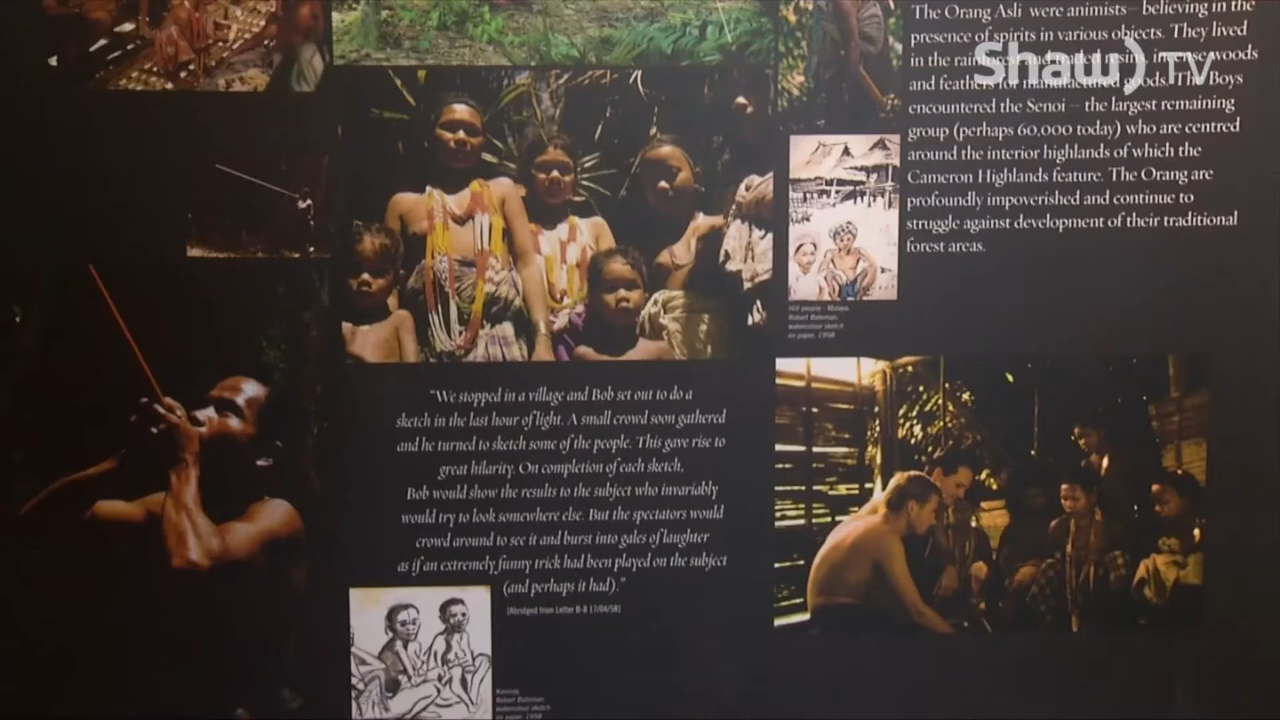 The Orang Asli were animists – believing in the
presence of spirits in various objects. They lived
in the rainforest and traded resins, incense woods
and feathers for manufactured goods. The Boys
encountered the Senoi – the largest remaining
group (perhaps 60,000 today) who are centred
around the interior highlands of which the
Cameron Highlands feature. The Orang are
profoundly impoverished and continue to
struggle against development of their traditional
forest areas.
Shaw) TV
Hill people - Malaya,
Robert Bateman,
watercolour sketch
on paper, 1958
"We stopped in a village and Bob set out to do a
sketch in the last hour of light. A small crowd soon gathered
and he turned to sketch some of the people. This gave rise to
great hilarity. On completion of each sketch,
Bob would show the results to the subject who invariably
would try to look somewhere else. But the spectators would
crowd around to see it and burst into gales of laughter
as if an extremely funny trick had been played on the subject
(and perhaps it had)."
[Abridged from Letter B-8 17/04/58]
Robert Bateman,
watercolour sketch
on paper, 1958